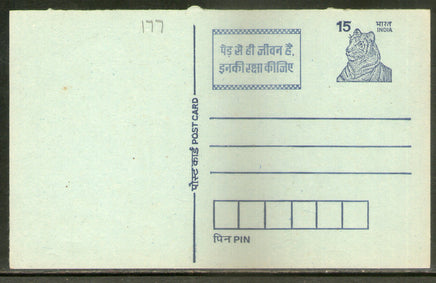 177
पेड़ से ही जीवन है,
इनकी रक्षा कीजिए
15 भारत
INDIA
पोस्ट कार्ड POST CARD
पिन PIN